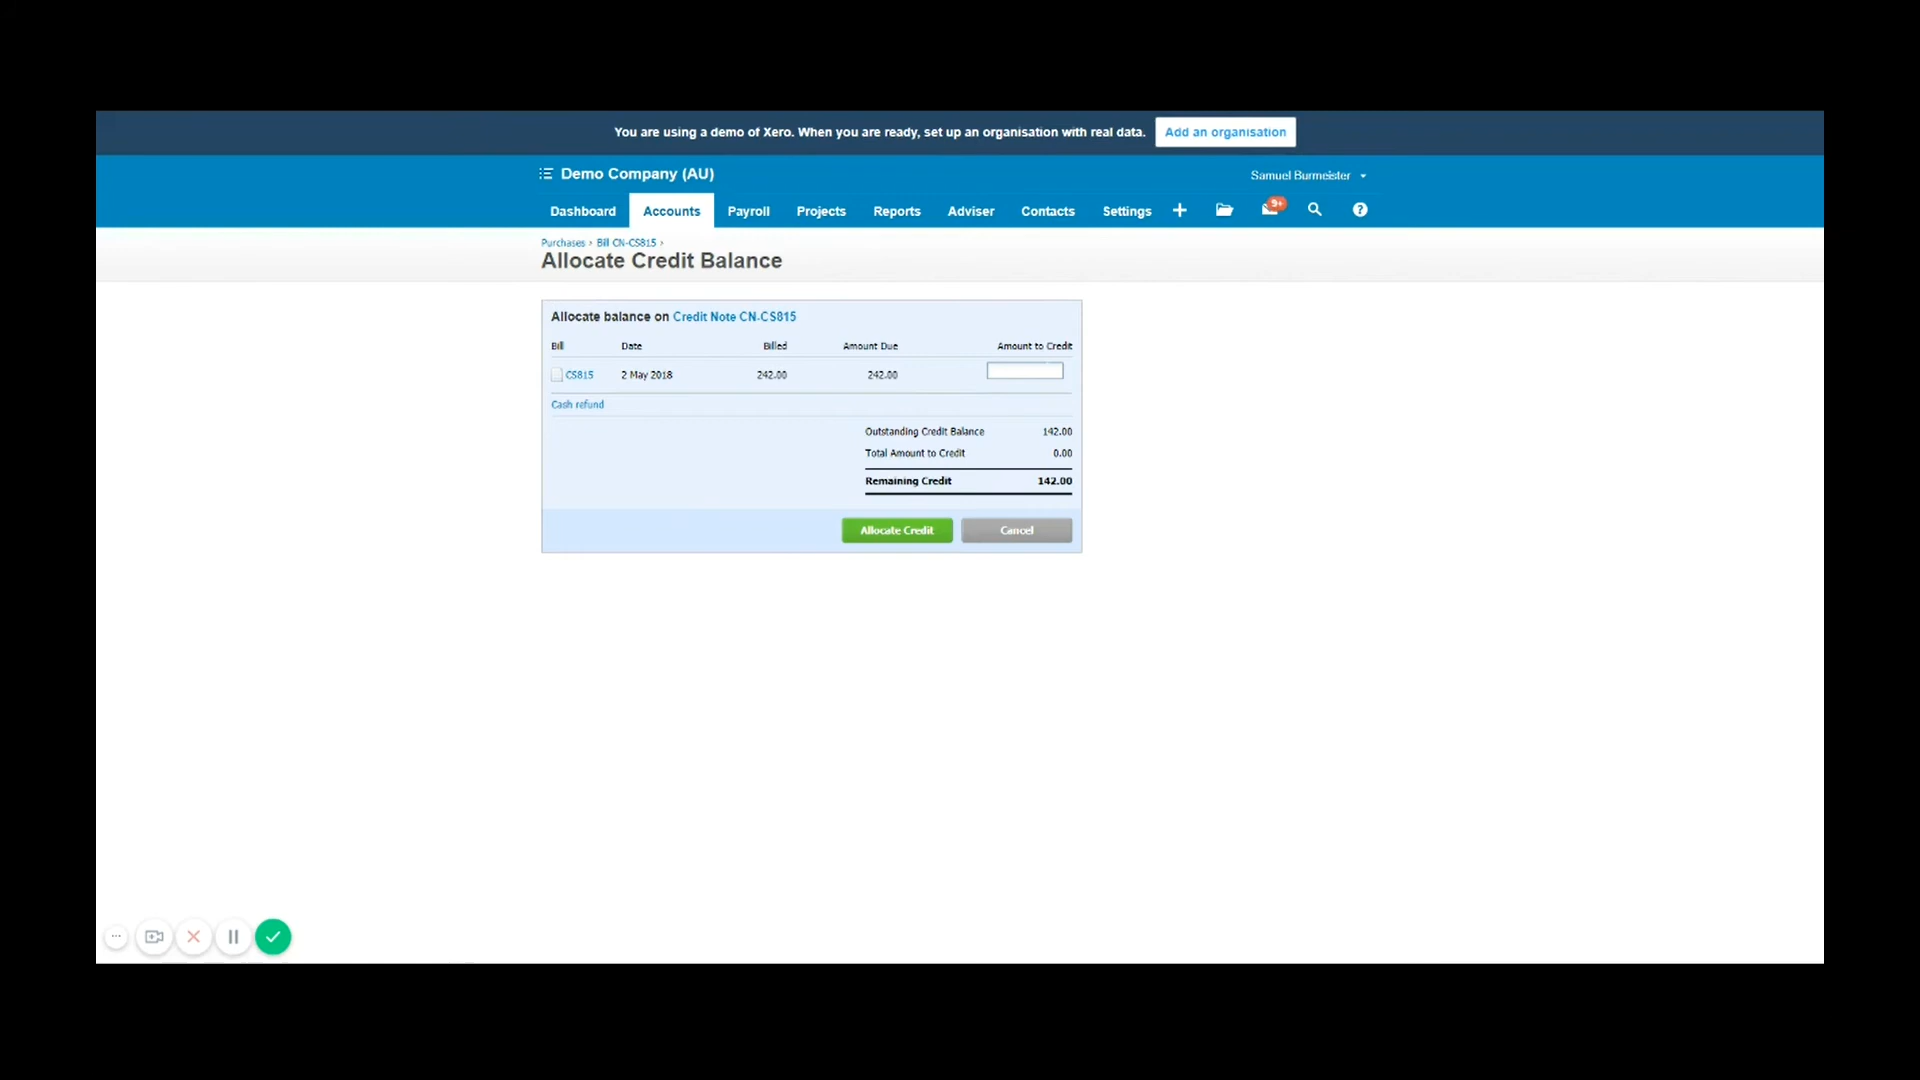 You are using a demo of Xero. When you are ready, set up an organisation with real data. Add an organisation
Demo Company (AU)
Samuel Burmeister
Dashboard Accounts Payroll Projects Reports Adviser Contacts Settings 9+ ?
Purchases › Bill CN-CS815 ›
Allocate Credit Balance
Allocate balance on Credit Note CN-CS815
Bill Date Billed Amount Due Amount to Credit
CS815 2 May 2018 242.00 242.00
Cash refund
Outstanding Credit Balance 142.00
Total Amount to Credit 0.00
Remaining Credit 142.00
Allocate Credit Cancel